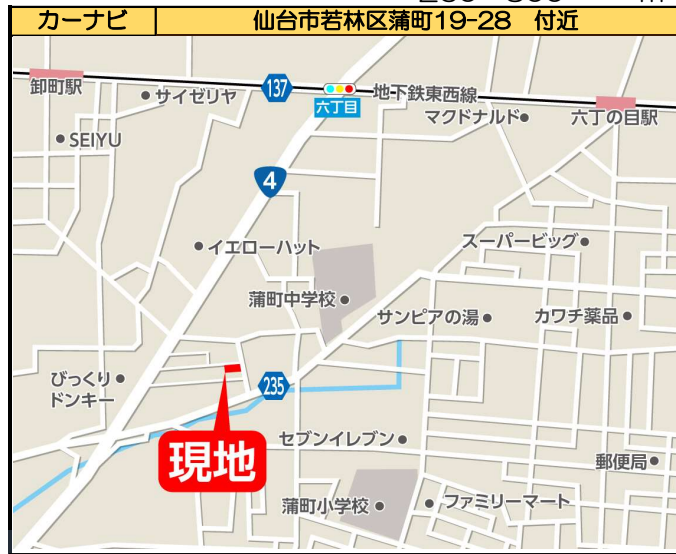 カーナビ 仙台市若林区蒲町19-28 付近
卸町駅
サイゼリヤ
137
六丁目
地下鉄東西線
マクドナルド
六丁の目駅
SEIYU
4
イエローハット
スーパービッグ
蒲町中学校
サンピアの湯
カワチ薬品
びっくり
ドンキー
235
現地
セブンイレブン
郵便局
蒲町小学校
ファミリーマート